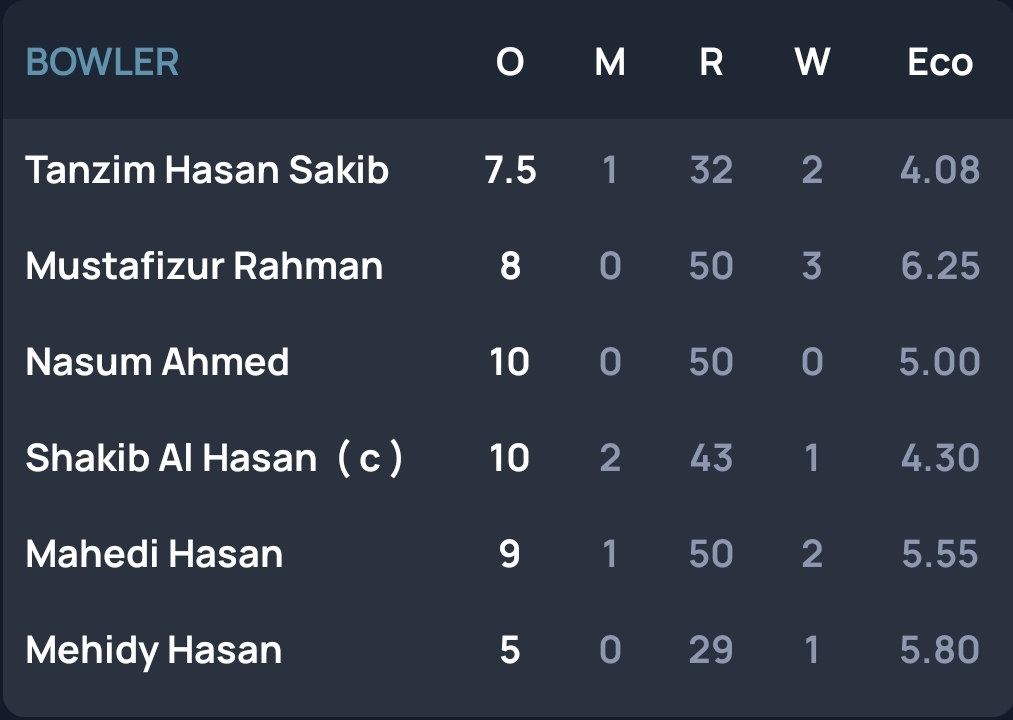 BOWLER O M R W Eco
Tanzim Hasan Sakib 7.5 1 32 2 4.08
Mustafizur Rahman 8 0 50 3 6.25
Nasum Ahmed 10 0 50 0 5.00
Shakib Al Hasan ( c ) 10 2 43 1 4.30
Mahedi Hasan 9 1 50 2 5.55
Mehidy Hasan 5 0 29 1 5.80